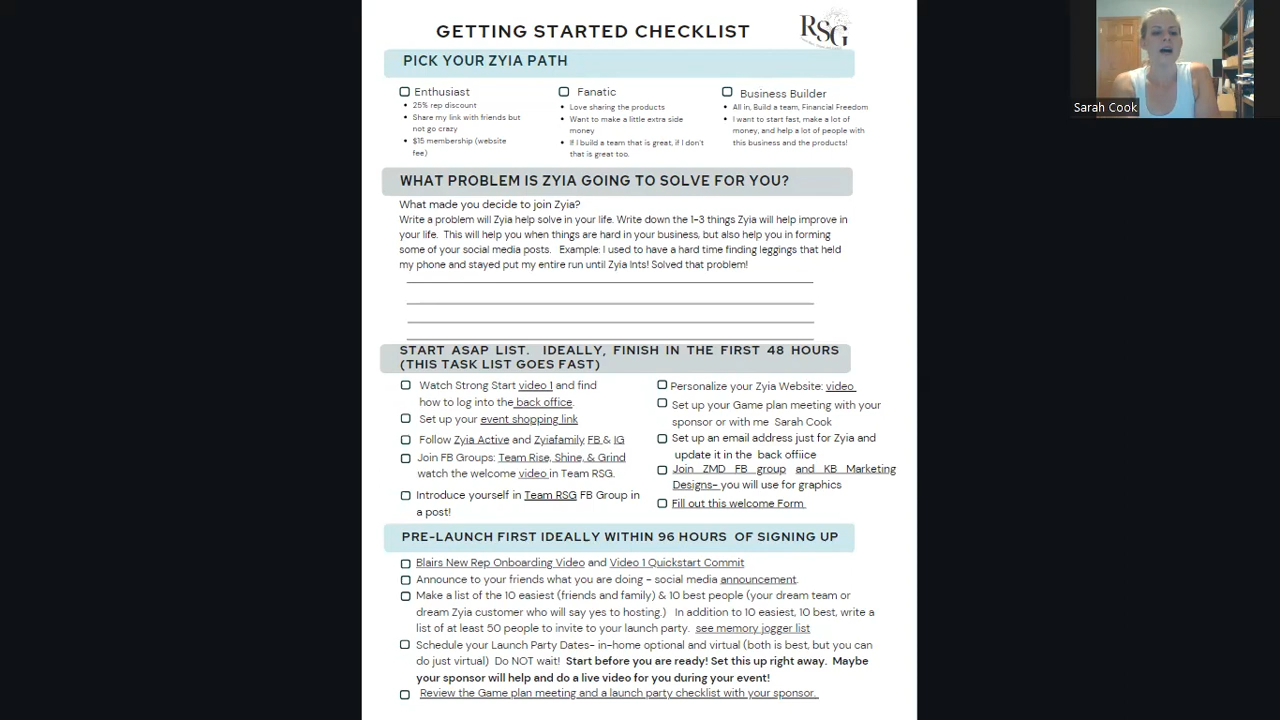 GETTING STARTED CHECKLIST
RSG
PICK YOUR ZYIA PATH
Enthusiast
• 25% rep discount
• Share my link with friends but
not go crazy
• $15 membership (website
fee)
Fanatic
• Love sharing the products
• Want to make a little extra side
money
• If I build a team that is great, if I don't
that is great too.
Business Builder
• All in, Build a team, Financial Freedom
• I want to start fast, make a lot of
money, and help a lot of people with
this business and the products!
WHAT PROBLEM IS ZYIA GOING TO SOLVE FOR YOU?
What made you decide to join Zyia?
Write a problem will Zyia help solve in your life. Write down the 1-3 things Zyia will help improve in
your life. This will help you when things are hard in your business, but also help you in forming
some of your social media posts. Example: I used to have a hard time finding leggings that held
my phone and stayed put my entire run until Zyia Ints! Solved that problem!
START ASAP LIST. IDEALLY, FINISH IN THE FIRST 48 HOURS
(THIS TASK LIST GOES FAST)
Watch Strong Start video 1 and find
how to log into the back office.
Set up your event shopping link
Follow Zyia Active and Zyiafamily FB & IG
Join FB Groups: Team Rise, Shine, & Grind
watch the welcome video in Team RSG.
Introduce yourself in Team RSG FB Group in
a post!
Personalize your Zyia Website: video
Set up your Game plan meeting with your
sponsor or with me Sarah Cook
Set up an email address just for Zyia and
update it in the back offiice
Join ZMD FB group and KB Marketing
Designs- you will use for graphics
Fill out this welcome Form
PRE-LAUNCH FIRST IDEALLY WITHIN 96 HOURS OF SIGNING UP
Blairs New Rep Onboarding Video and Video 1 Quickstart Commit
Announce to your friends what you are doing - social media announcement.
Make a list of the 10 easiest (friends and family) & 10 best people (your dream team or
dream Zyia customer who will say yes to hosting.) In addition to 10 easiest, 10 best, write a
list of at least 50 people to invite to your launch party. see memory jogger list
Schedule your Launch Party Dates- in-home optional and virtual (both is best, but you can
do just virtual) Do NOT wait! Start before you are ready! Set this up right away. Maybe
your sponsor will help and do a live video for you during your event!
Review the Game plan meeting and a launch party checklist with your sponsor.
Sarah Cook